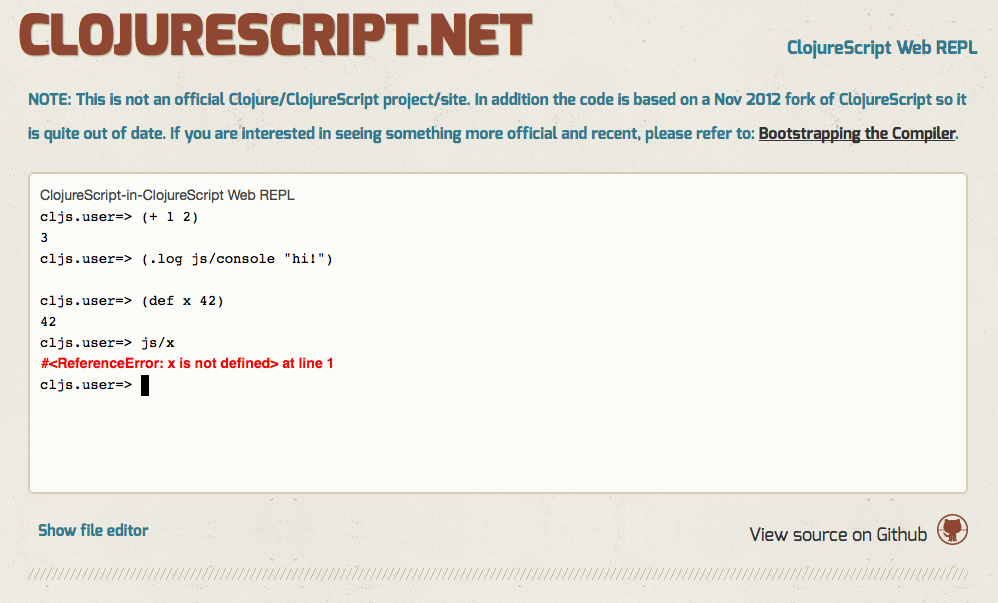 CLOJURESCRIPT.NET
ClojureScript Web REPL
NOTE: This is not an official Clojure/ClojureScript project/site. In addition the code is based on a Nov 2012 fork of ClojureScript so it
is quite out of date. If you are interested in seeing something more official and recent, please refer to: Bootstrapping the Compiler.
ClojureScript-in-ClojureScript Web REPL
cljs.user=> (+ 1 2)
3
cljs.user=> (.log js/console "hi!")
cljs.user=> (def x 42)
42
cljs.user=> js/x
#<ReferenceError: x is not defined> at line 1
cljs.user=>
Show file editor
View source on Github